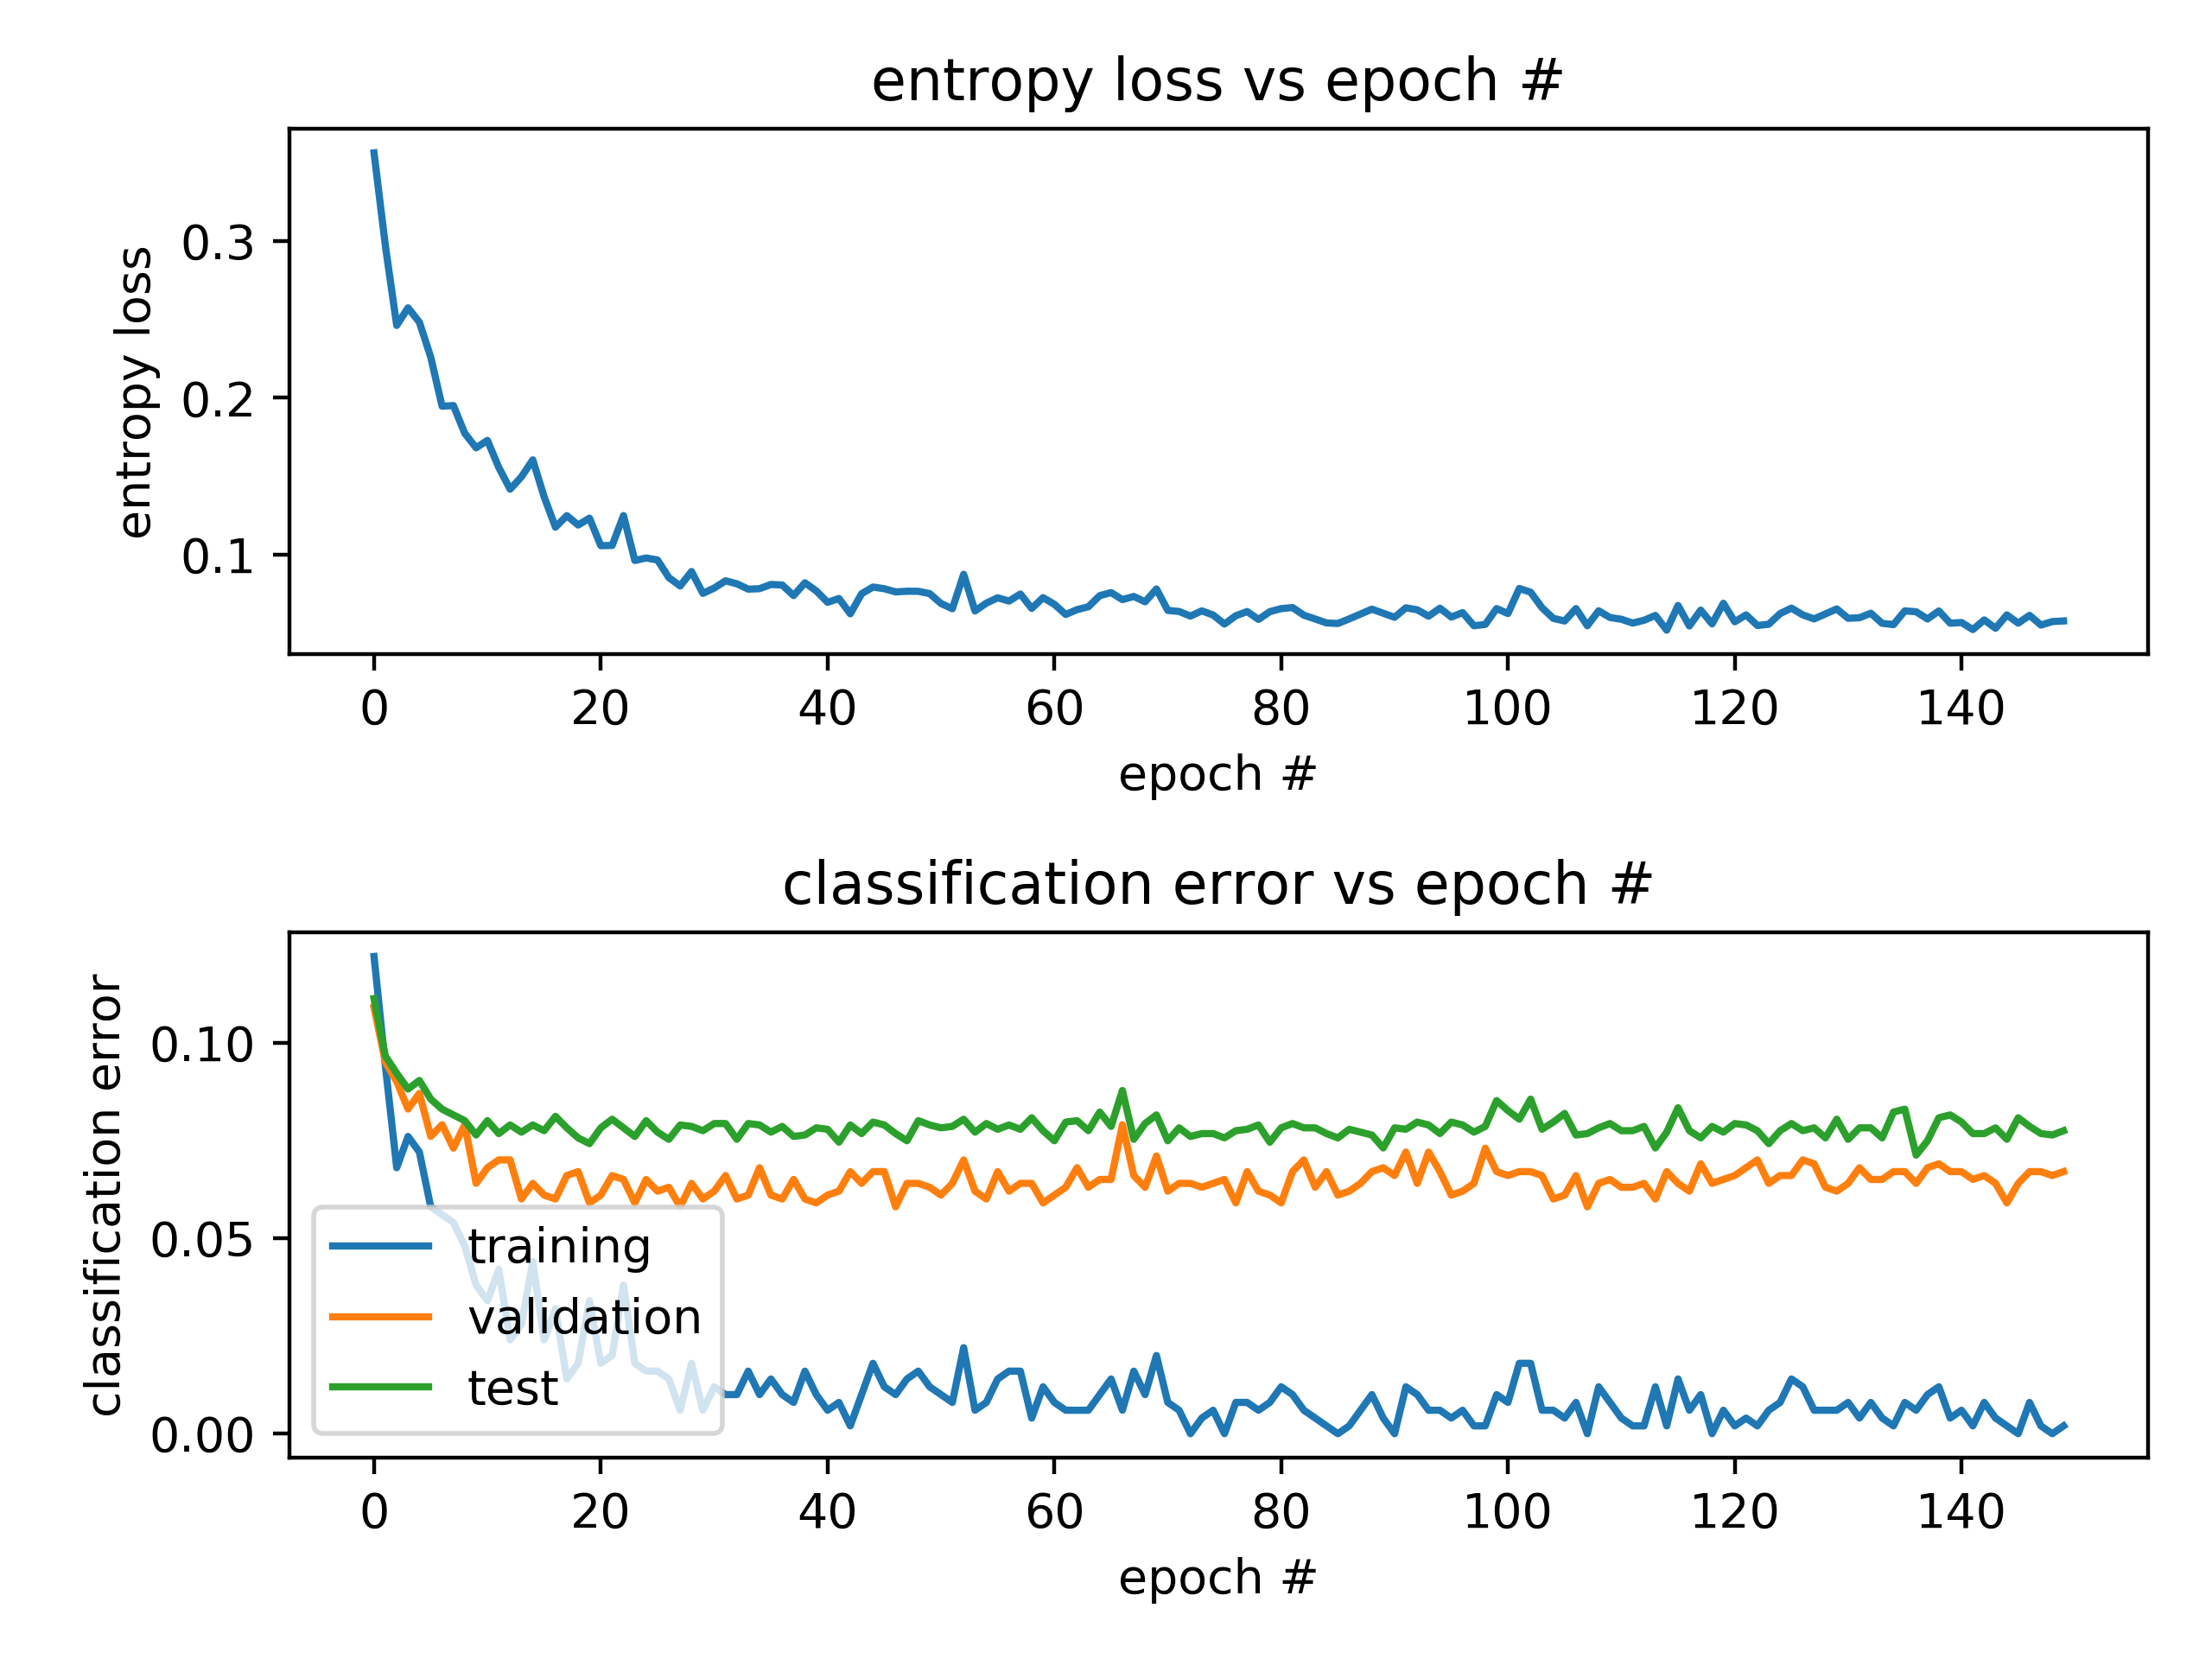 entropy loss vs epoch #
entropy loss
0.3
0.2
0.1
0 20 40 60 80 100 120 140
epoch #
classification error vs epoch #
classification error
0.10
0.05
0.00
training
validation
test
0 20 40 60 80 100 120 140
epoch #